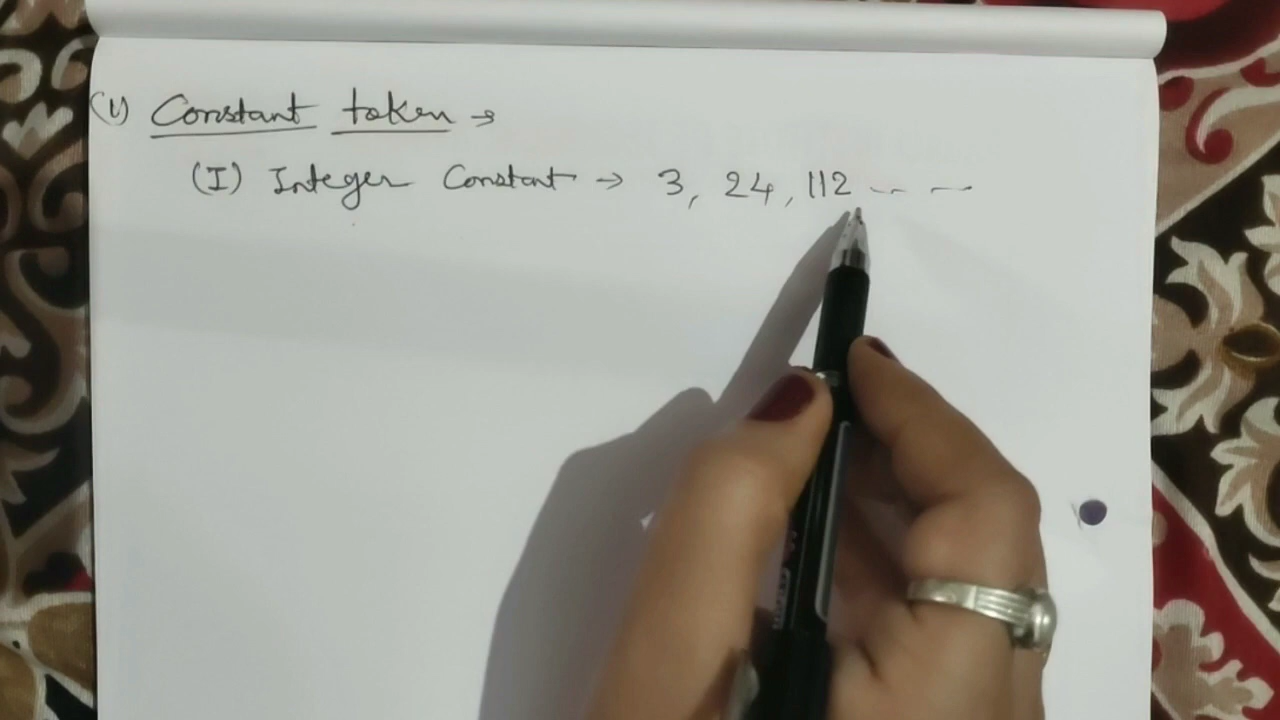 (1) Constant token →
(I) Integer Constant → 3, 24, 112 -- --